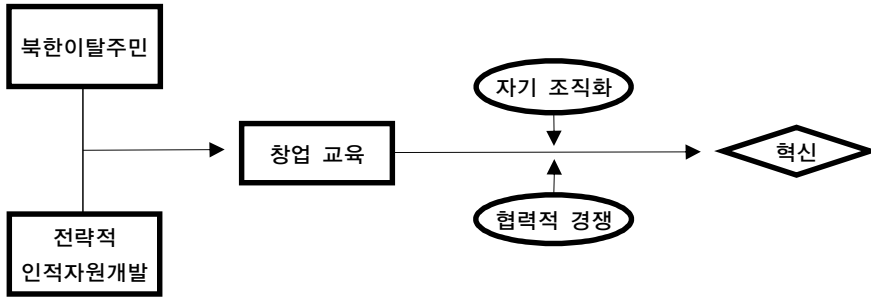 북한이탈주민
자기 조직화
창업 교육
혁신
협력적 경쟁
전략적
인적자원개발